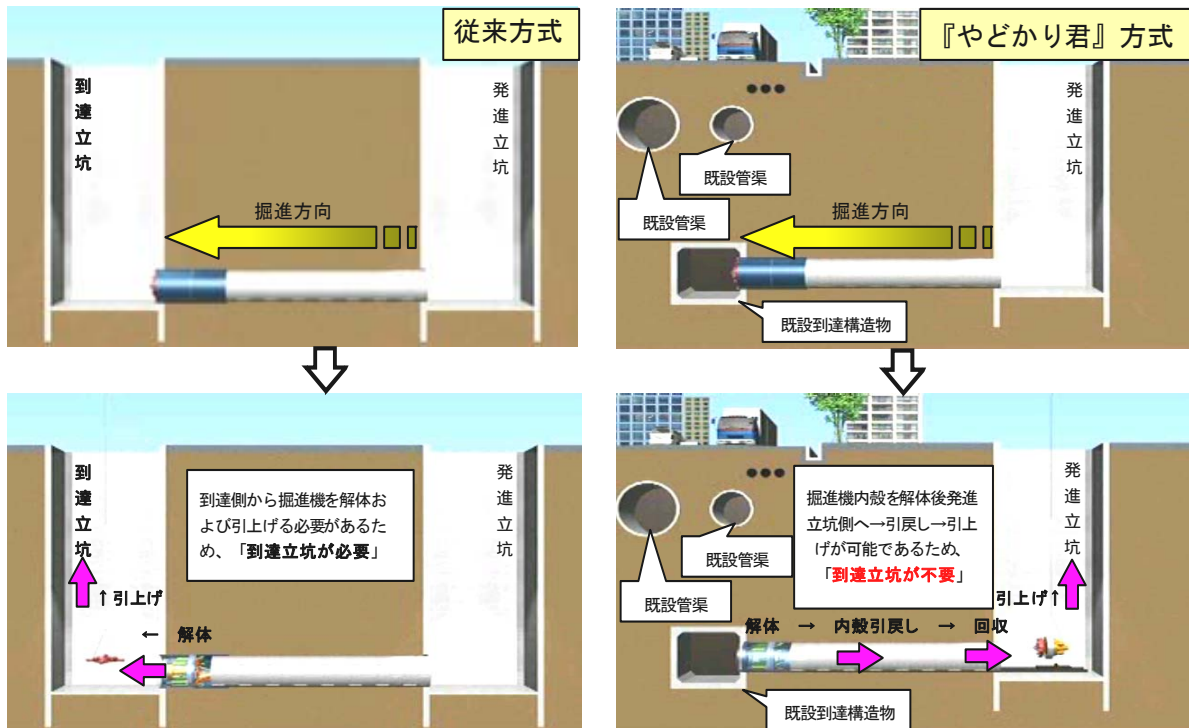 従来方式
到達立坑
発進立坑
掘進方向
『やどかり君』方式
発進立坑
既設管渠
既設管渠
掘進方向
既設到達構造物
到達立坑
発進立坑
到達側から掘進機を解体お
よび引上げる必要があるた
め、「到達立坑が必要」
↑引上げ
← 解体
掘進機内殻を解体後発進
立坑側へ→引戻し→引上
げが可能であるため、
「到達立坑が不要」
発進立坑
既設管渠
既設管渠
引上げ↑
解体 → 内殻引戻し → 回収
既設到達構造物